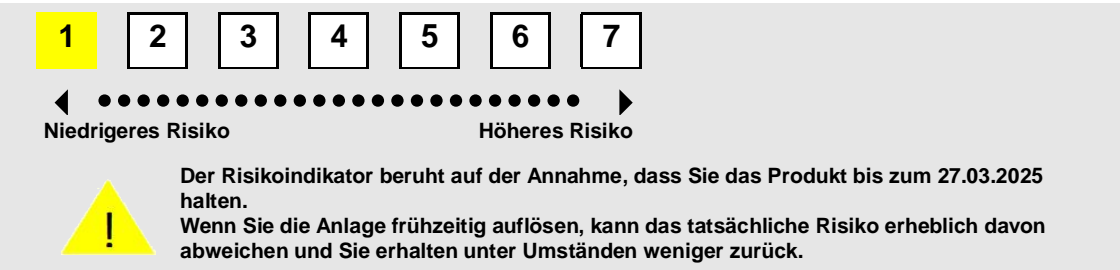 1 2 3 4 5 6 7
Niedrigeres Risiko Höheres Risiko
Der Risikoindikator beruht auf der Annahme, dass Sie das Produkt bis zum 27.03.2025
halten.
Wenn Sie die Anlage frühzeitig auflösen, kann das tatsächliche Risiko erheblich davon
abweichen und Sie erhalten unter Umständen weniger zurück.
!